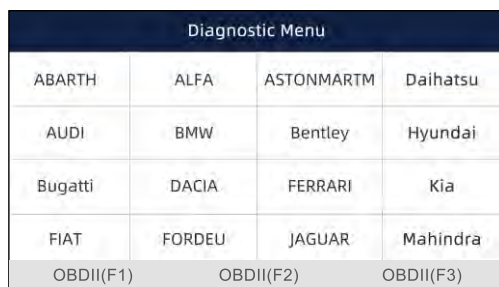 Diagnostic Menu
ABARTH ALFA ASTONMARTM Daihatsu
AUDI BMW Bentley Hyundai
Bugatti DACIA FERRARI Kia
FIAT FORDEU JAGUAR Mahindra
OBDII(F1) OBDII(F2) OBDII(F3)